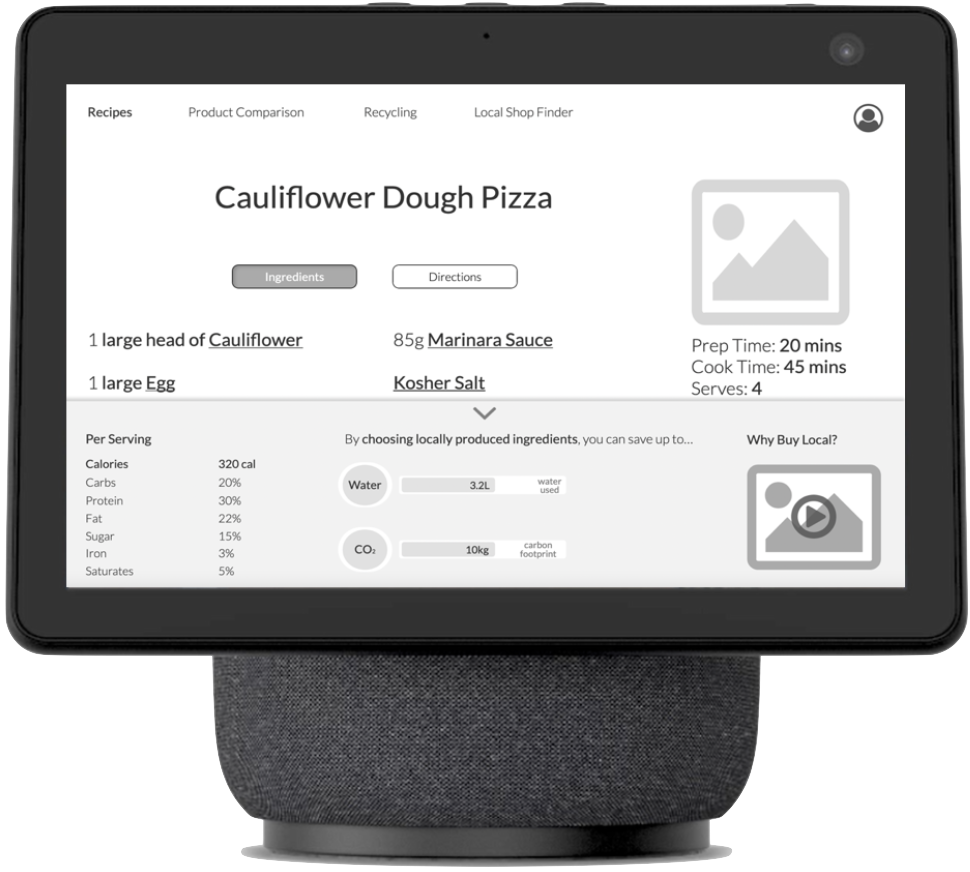 Recipes Product Comparison Recycling Local Shop Finder
Cauliflower Dough Pizza
Ingredients Directions
1 large head of Cauliflower
85g Marinara Sauce
1 large Egg
Kosher Salt
Prep Time: 20 mins
Cook Time: 45 mins
Serves: 4
Per Serving
Calories 320 cal
Carbs 20%
Protein 30%
Fat 22%
Sugar 15%
Iron 3%
Saturates 5%
By choosing locally produced ingredients, you can save up to...
Water 3.2L water
used
CO₂ 10kg carbon
footprint
Why Buy Local?